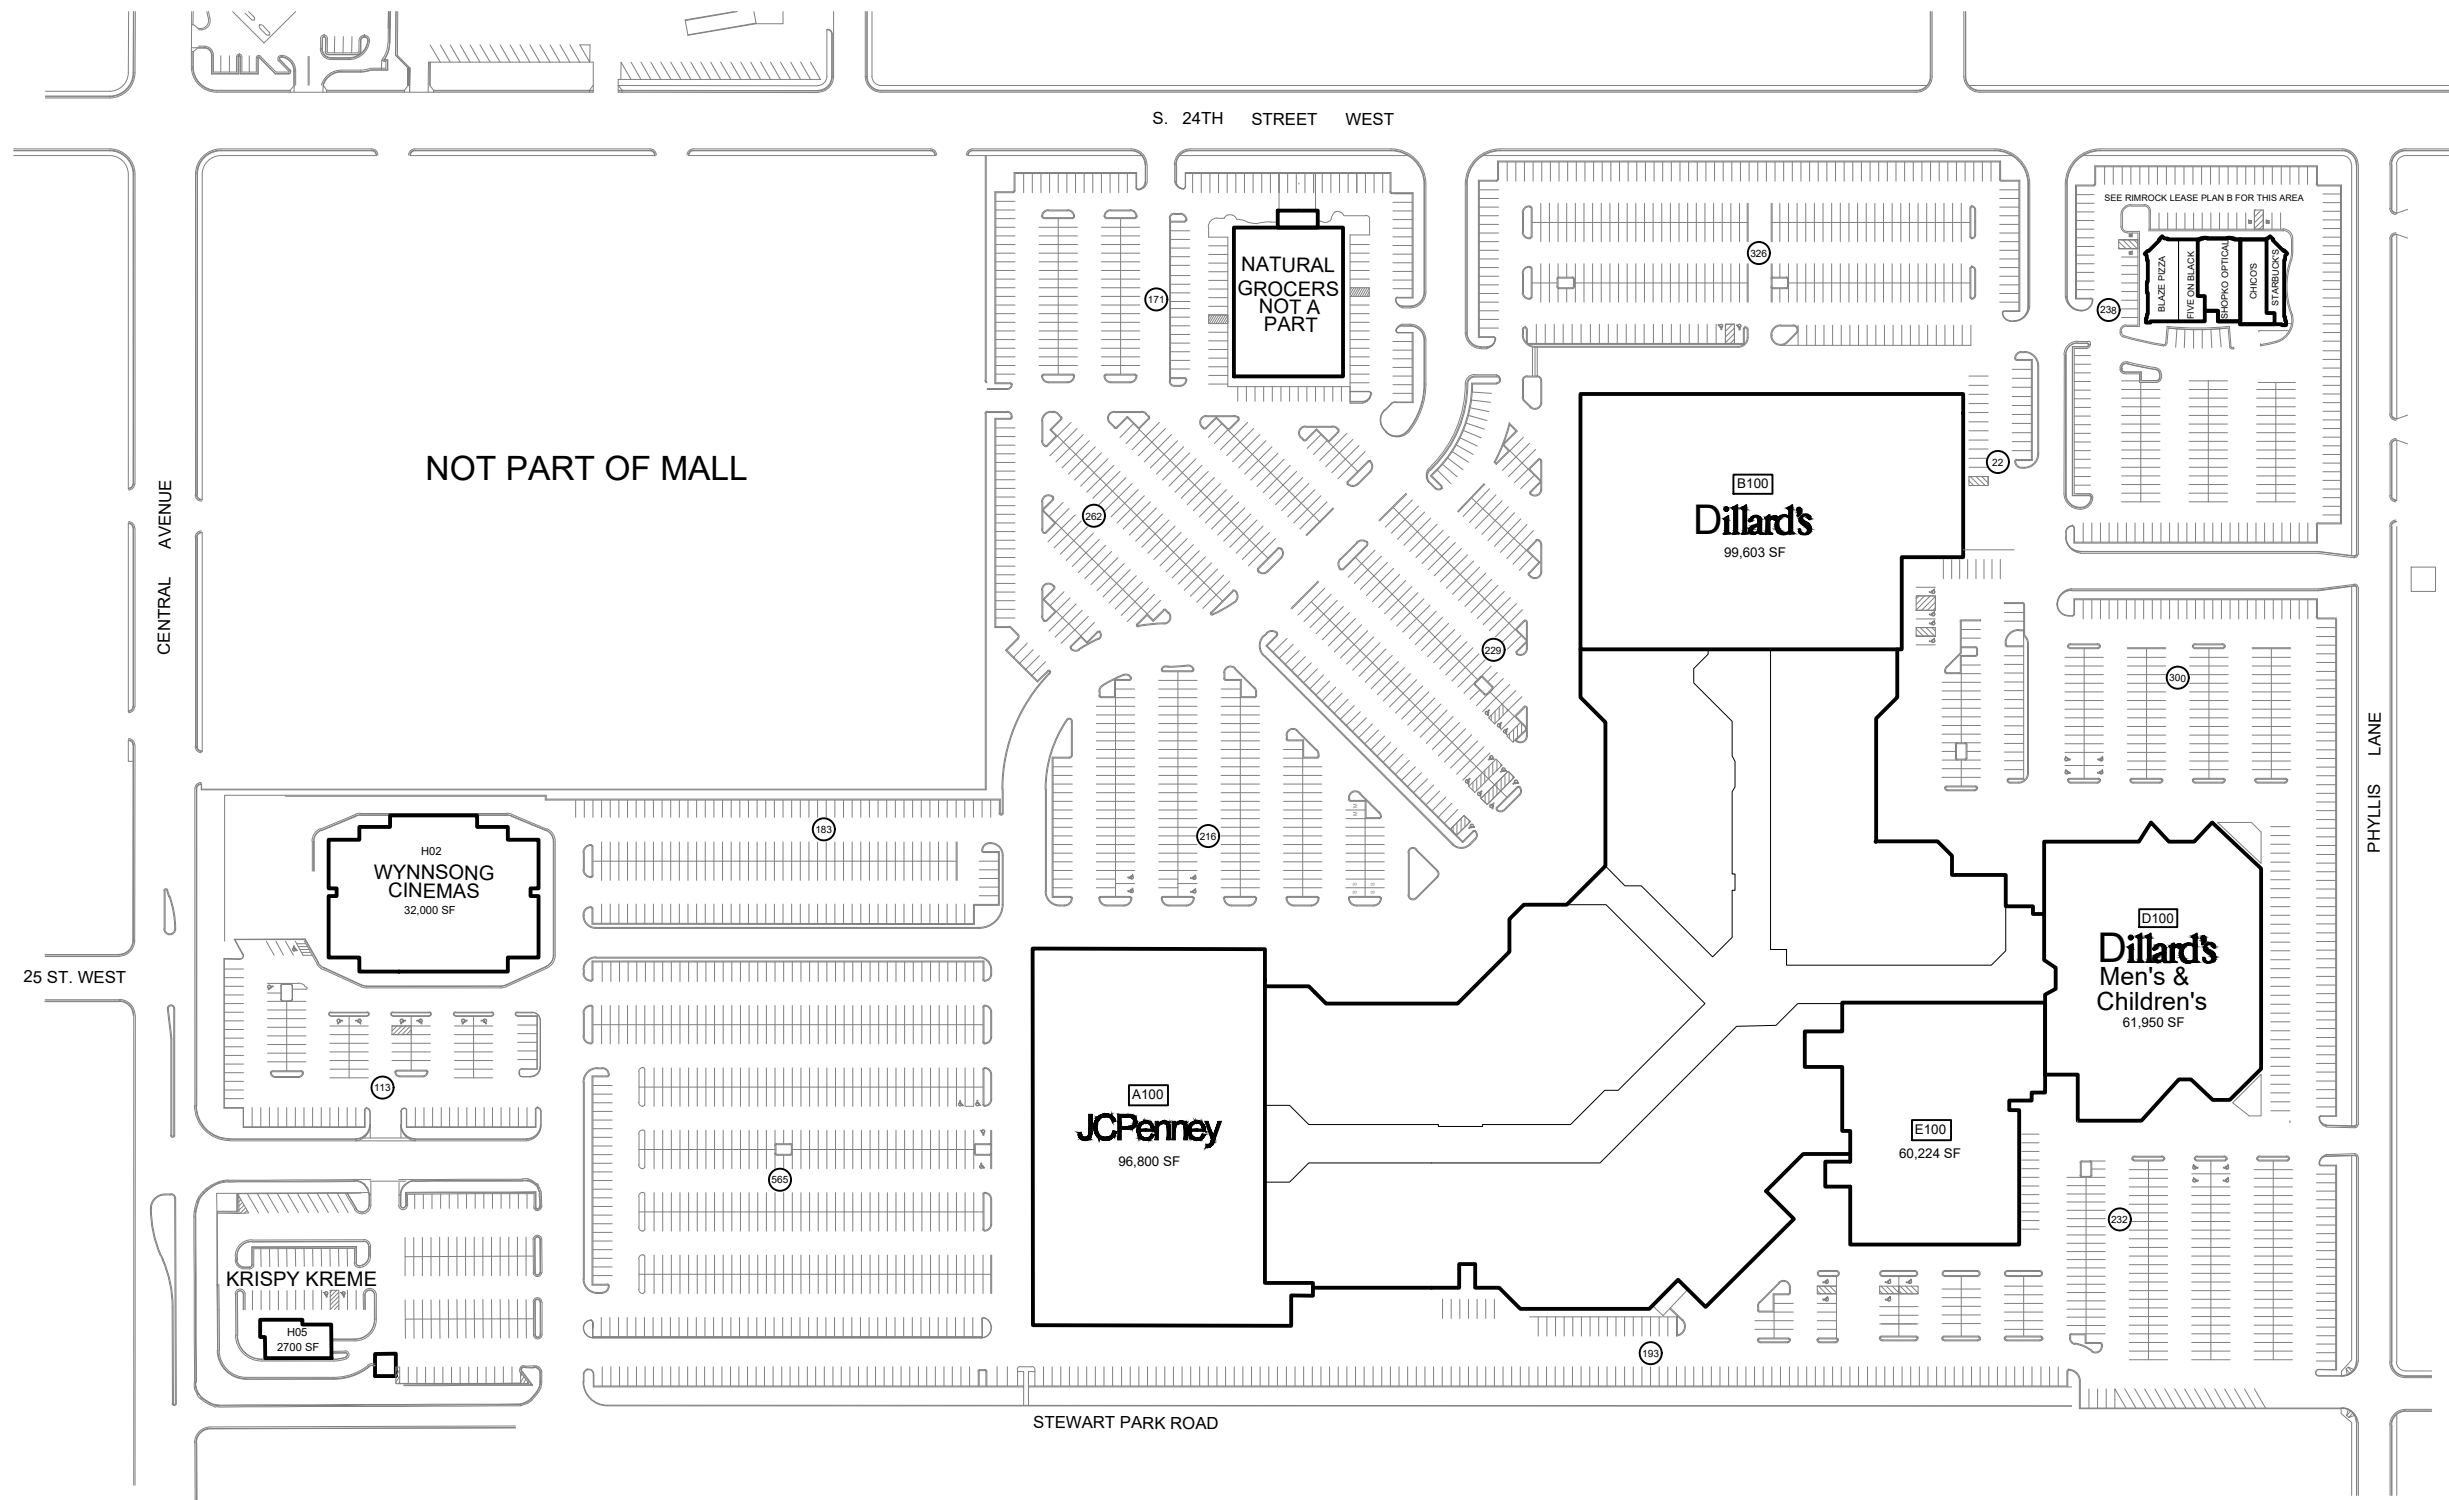 S. 24TH STREET WEST
SEE RIMROCK LEASE PLAN B FOR THIS AREA
BLAZE PIZZA
FIVE ON BLACK
SHOPKO OPTICAL
CHICO'S
STARBUCK'S
NATURAL
GROCERS
NOT A
PART
326
171
238
NOT PART OF MALL
262
22
B100
Dillard's
99,603 SF
CENTRAL AVENUE
229
300
PHYLLIS LANE
183
216
H02
WYNNSONG
CINEMAS
32,000 SF
25 ST. WEST
D100
Dillard's
Men's &
Children's
61,950 SF
113
A100
JCPenney
96,800 SF
E100
60,224 SF
565
232
KRISPY KREME
H05
2700 SF
193
STEWART PARK ROAD